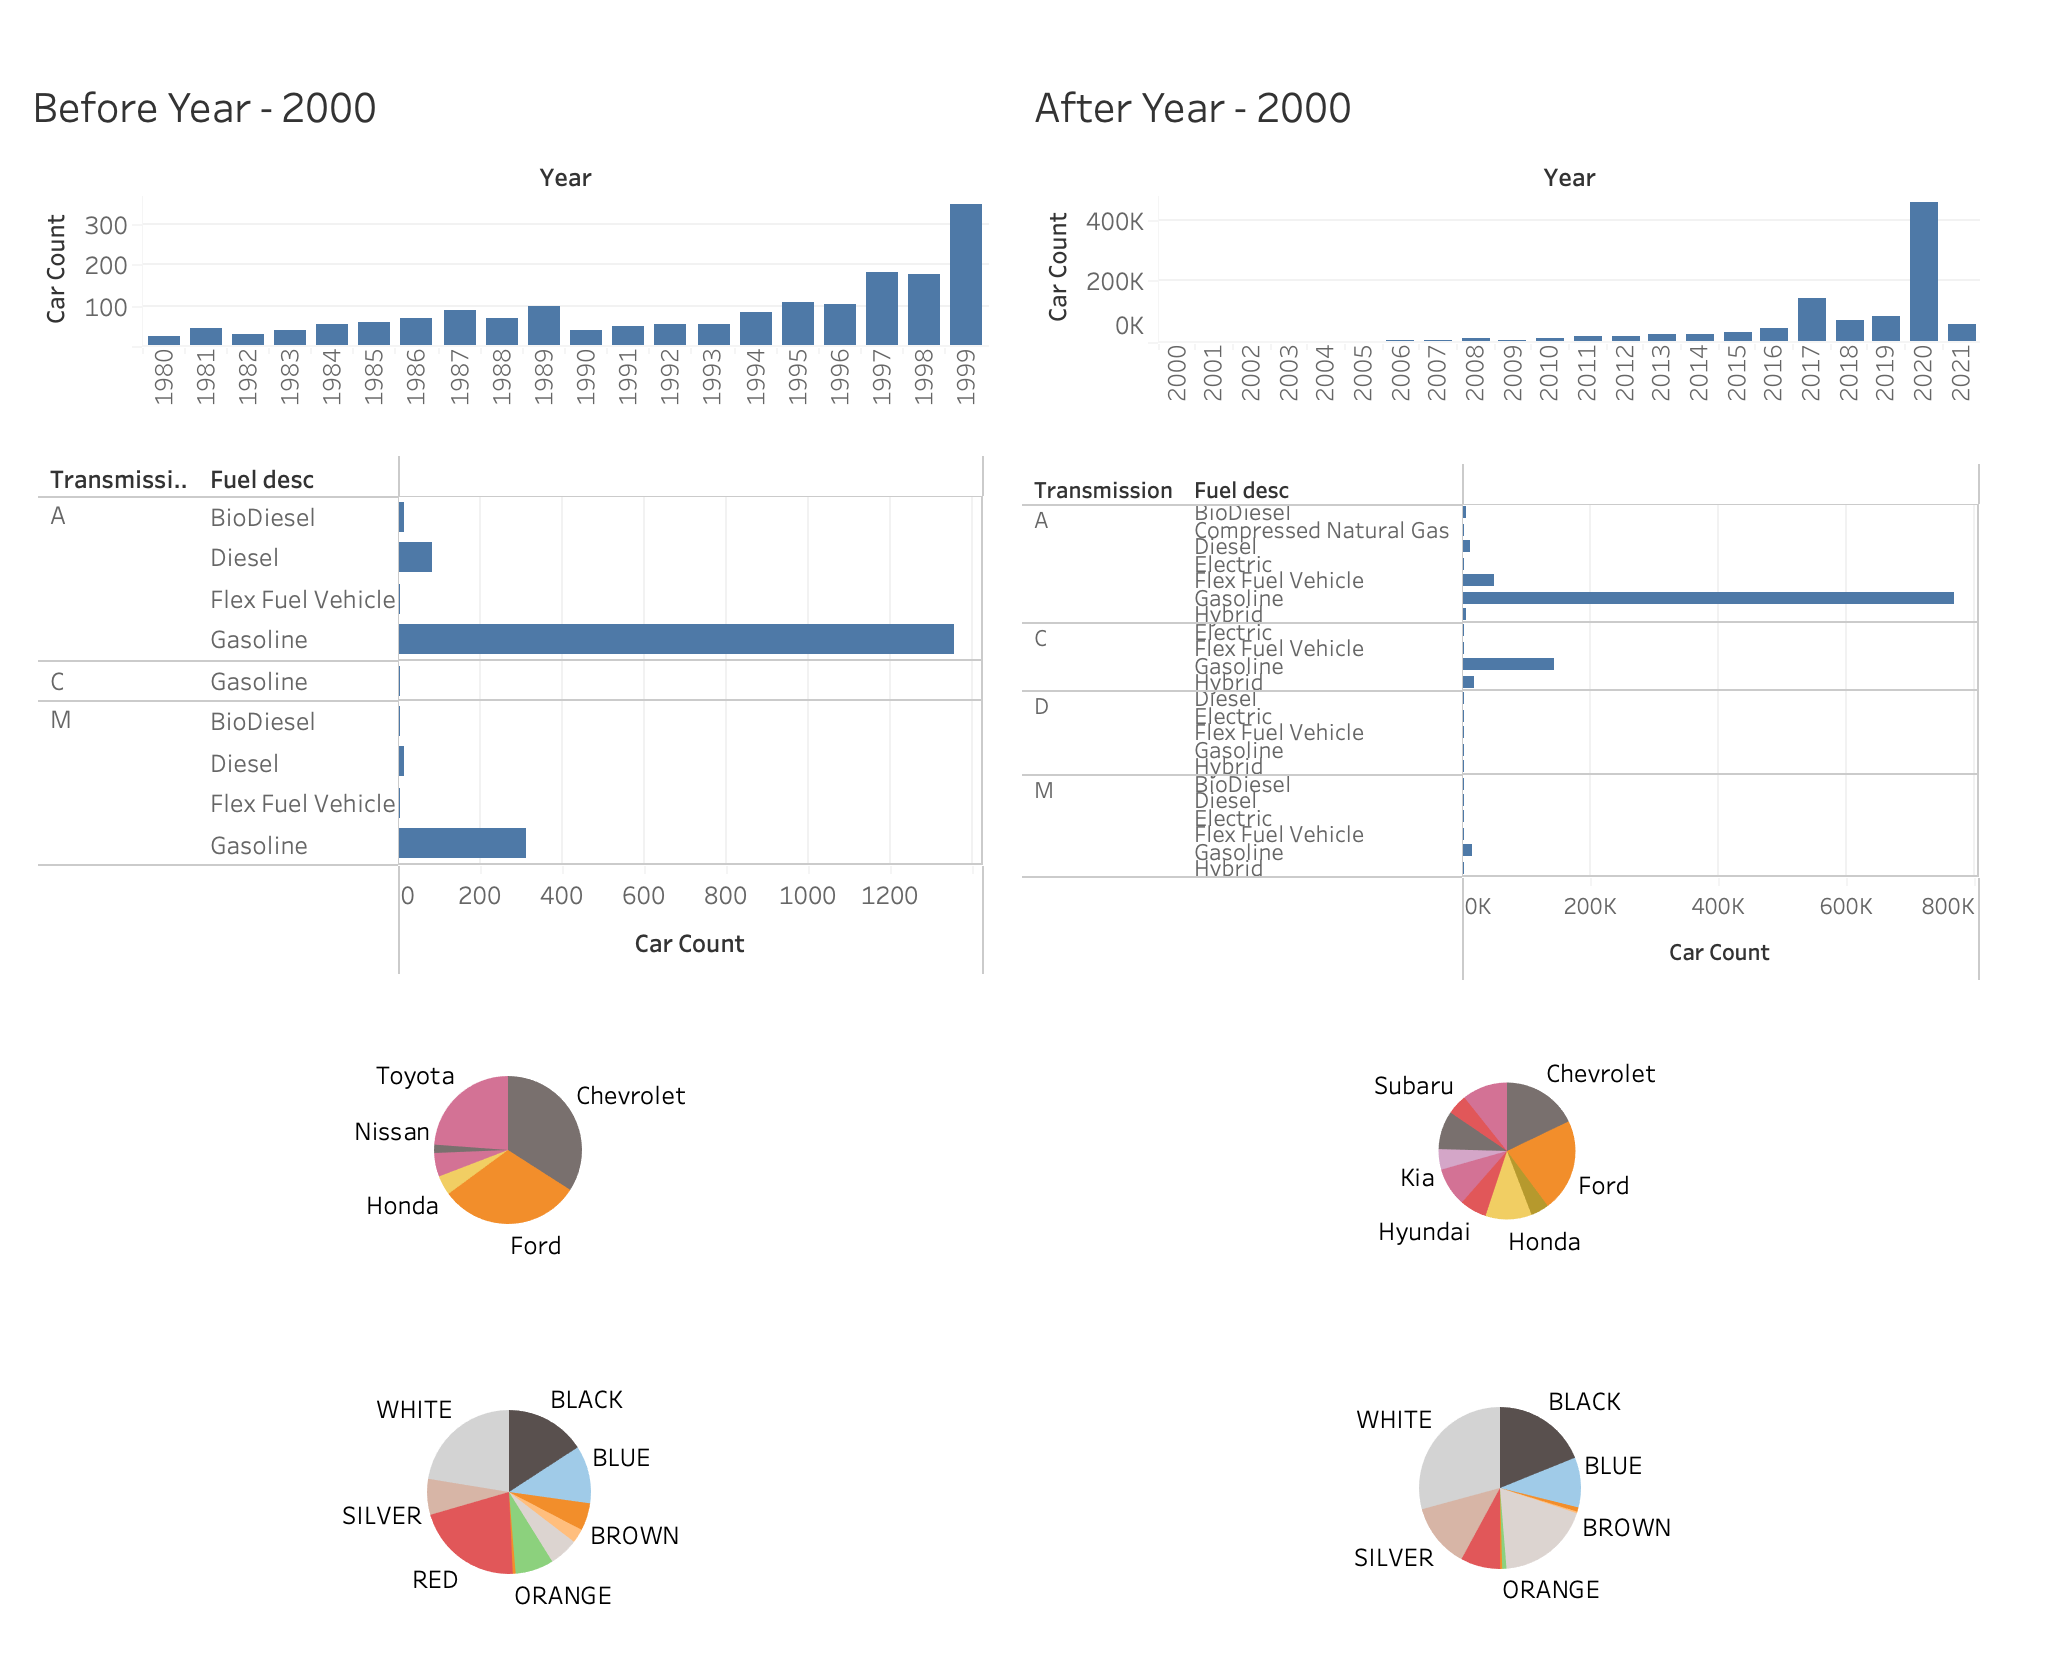 Before Year - 2000
Year
Car Count
300
200
100
1980 1981 1982 1983 1984 1985 1986 1987 1988 1989 1990 1991 1992 1993 1994 1995 1996 1997 1998 1999
Transmissi.. Fuel desc
A BioDiesel
Diesel
Flex Fuel Vehicle
Gasoline
C Gasoline
M BioDiesel
Diesel
Flex Fuel Vehicle
Gasoline
0 200 400 600 800 1000 1200
Car Count
Toyota
Chevrolet
Nissan
Honda
Ford
WHITE
BLACK
BLUE
SILVER
BROWN
RED
ORANGE
After Year - 2000
Year
Car Count
400K
200K
0K
2000 2001 2002 2003 2004 2005 2006 2007 2008 2009 2010 2011 2012 2013 2014 2015 2016 2017 2018 2019 2020 2021
Transmission Fuel desc
A BioDiesel
Compressed Natural Gas
Diesel
Electric
Flex Fuel Vehicle
Gasoline
Hybrid
C Electric
Flex Fuel Vehicle
Gasoline
Hybrid
D Diesel
Electric
Flex Fuel Vehicle
Gasoline
Hybrid
M BioDiesel
Diesel
Electric
Flex Fuel Vehicle
Gasoline
Hybrid
0K 200K 400K 600K 800K
Car Count
Chevrolet
Subaru
Kia
Ford
Hyundai
Honda
BLACK
WHITE
BLUE
BROWN
SILVER
ORANGE